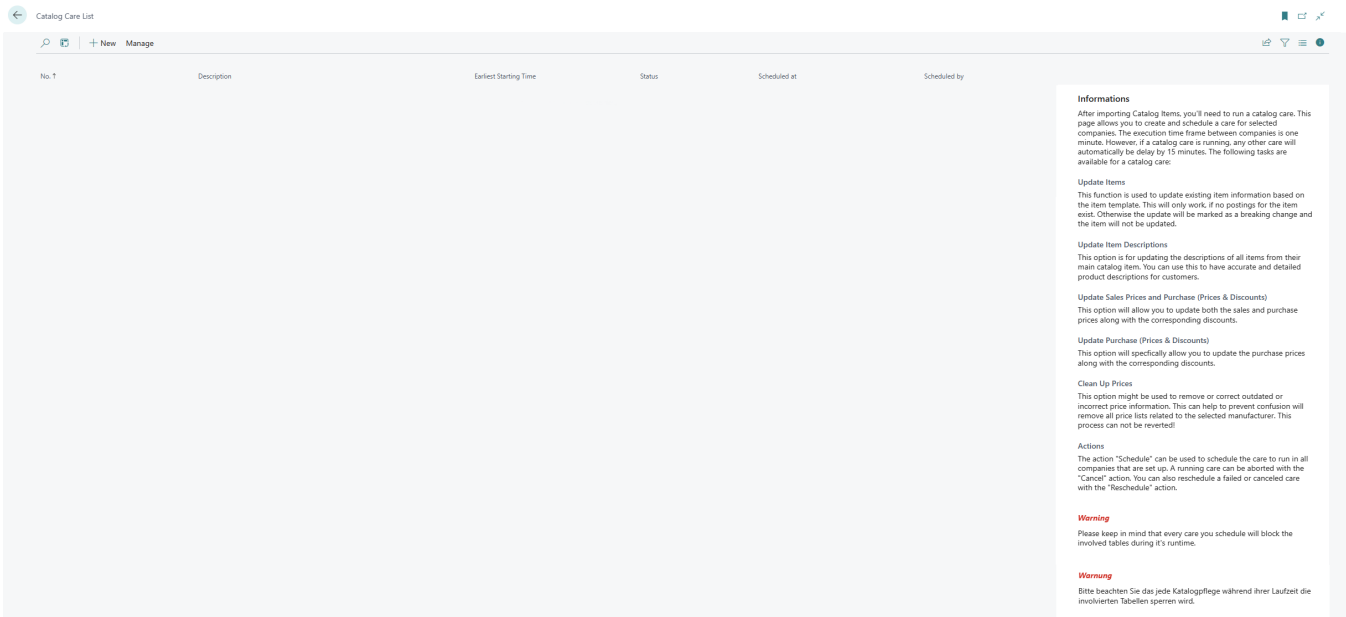 Catalog Care List
New Manage
No. ↑ Description Earliest Starting Time Status Scheduled at Scheduled by
Informations
After importing Catalog Items, you'll need to run a catalog care. This
page allows you to create and schedule a care for selected
companies. The execution time frame between companies is one
minute. However, if a catalog care is running, any other care will
automatically be delay by 15 minutes. The following tasks are
available for a catalog care:
Update Items
This function is used to update existing item information based on
the item template. This will only work, if no postings for the item
exist. Otherwise the update will be marked as a breaking change and
the item will not be updated.
Update Item Descriptions
This option is for updating the descriptions of all items from their
main catalog item. You can use this to have accurate and detailed
product descriptions for customers.
Update Sales Prices and Purchase (Prices & Discounts)
This option will allow you to update both the sales and purchase
prices along with the corresponding discounts.
Update Purchase (Prices & Discounts)
This option will specfically allow you to update the purchase prices
along with the corresponding discounts.
Clean Up Prices
This option might be used to remove or correct outdated or
incorrect price information. This can help to prevent confusion will
remove all price lists related to the selected manufacturer. This
process can not be reverted!
Actions
The action "Schedule" can be used to schedule the care to run in all
companies that are set up. A running care can be aborted with the
"Cancel" action. You can also reschedule a failed or canceled care
with the "Reschedule" action.
Warning
Please keep in mind that every care you schedule will block the
involved tables during it's runtime.
Warnung
Bitte beachten Sie das jede Katalogpflege während ihrer Laufzeit die
involvierten Tabellen sperren wird.